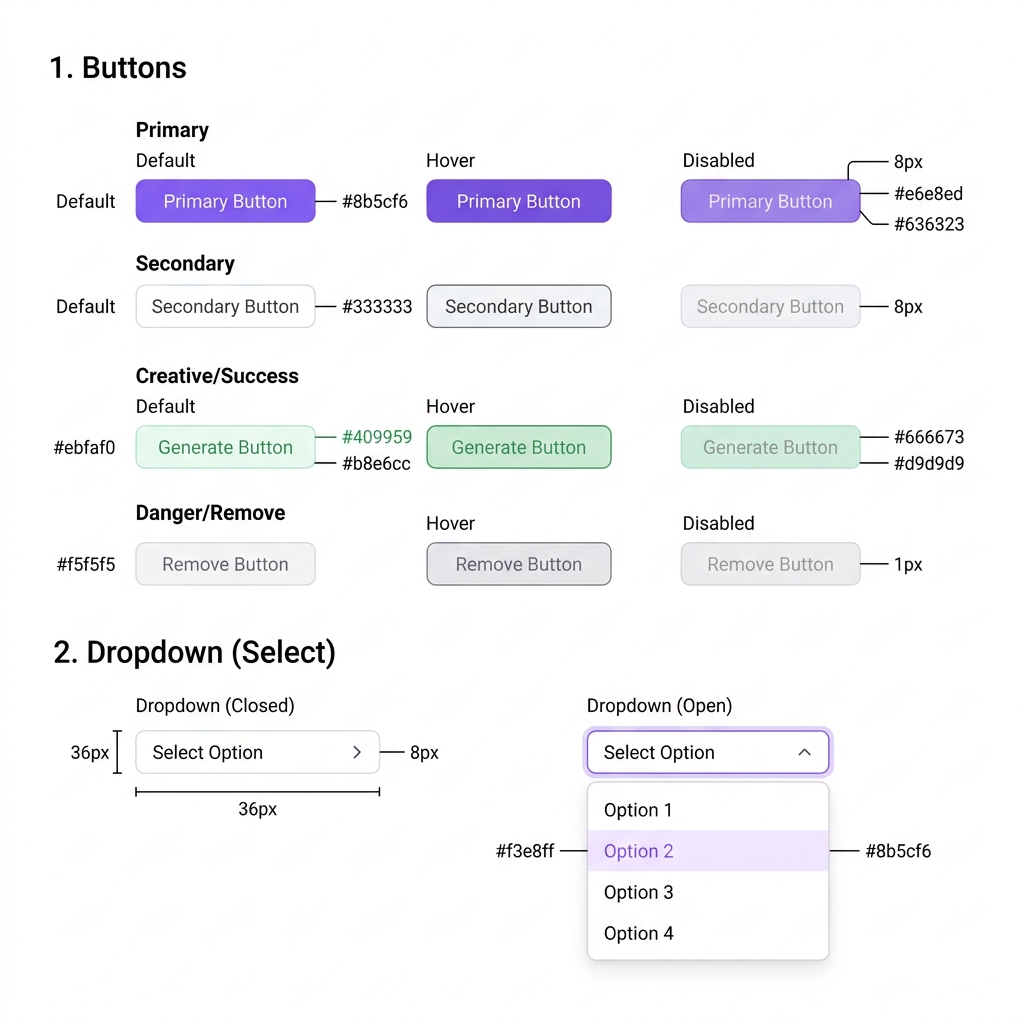 1. Buttons
Primary
Default
Hover
Disabled
8px
Default
Primary Button
#8b5cf6
Primary Button
Primary Button
#e6e8ed
#636323
Secondary
Default
Secondary Button
#333333
Secondary Button
Secondary Button
8px
Creative/Success
Default
Hover
Disabled
#ebfaf0
Generate Button
#409959
#b8e6cc
Generate Button
Generate Button
#666673
#d9d9d9
Danger/Remove
Hover
Disabled
#f5f5f5
Remove Button
Remove Button
Remove Button
1px
2. Dropdown (Select)
Dropdown (Closed)
36px
Select Option
8px
36px
Dropdown (Open)
Select Option
Option 1
#f3e8ff
Option 2
#8b5cf6
Option 3
Option 4